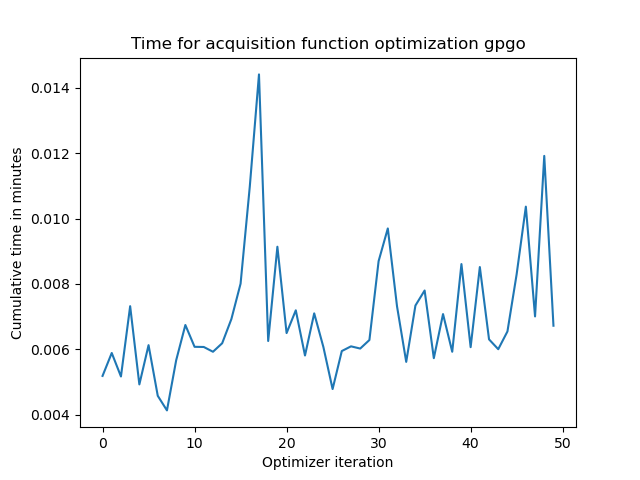 Time for acquisition function optimization gpgo
Cumulative time in minutes
0.014
0.012
0.010
0.008
0.006
0.004
0 10 20 30 40 50
Optimizer iteration